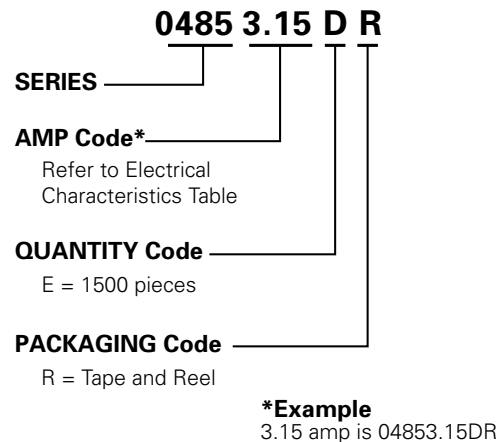 0485 3.15 D R
SERIES
AMP Code*
Refer to Electrical
Characteristics Table
QUANTITY Code
E = 1500 pieces
PACKAGING Code
R = Tape and Reel
*Example
3.15 amp is 04853.15DR